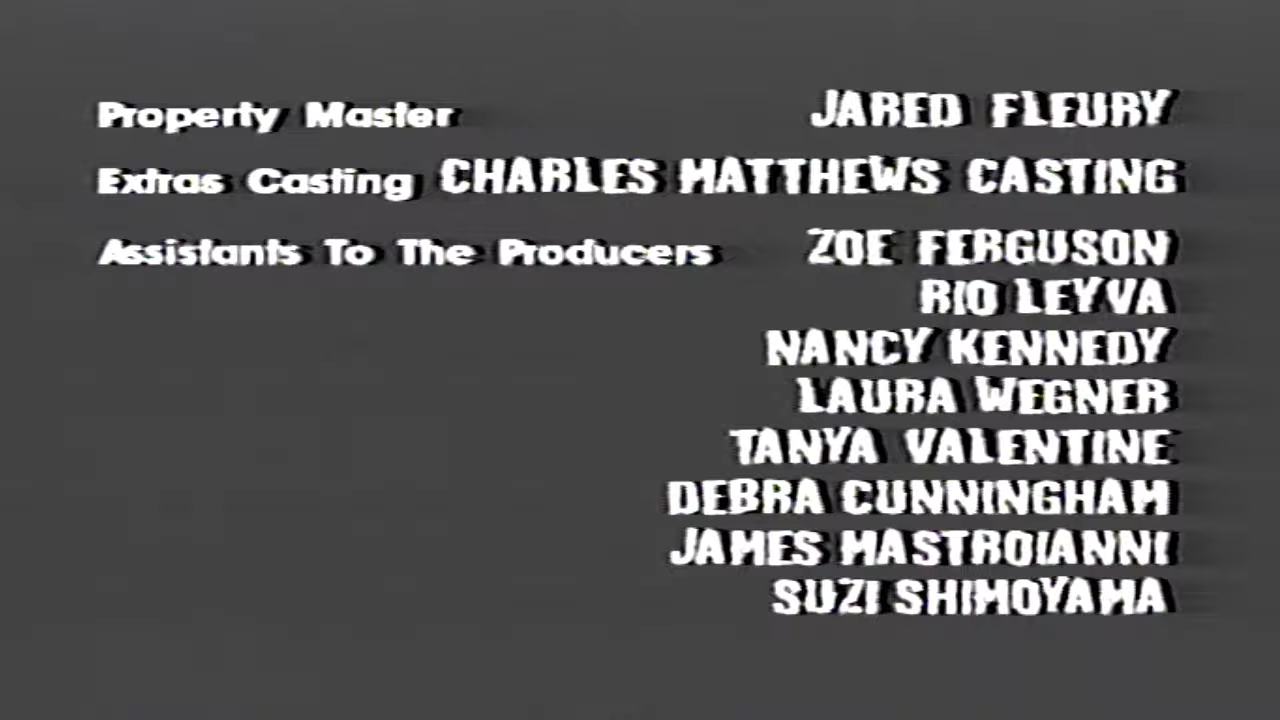 Property Master JARED FLEURY
Extras Casting CHARLES MATTHEWS CASTING
Assistants To The Producers ZOE FERGUSON
RIO LEYVA
NANCY KENNEDY
LAURA WEGNER
TANYA VALENTINE
DEBRA CUNNINGHAM
JAMES MASTROIANNI
SUZI SHIMOYAMA